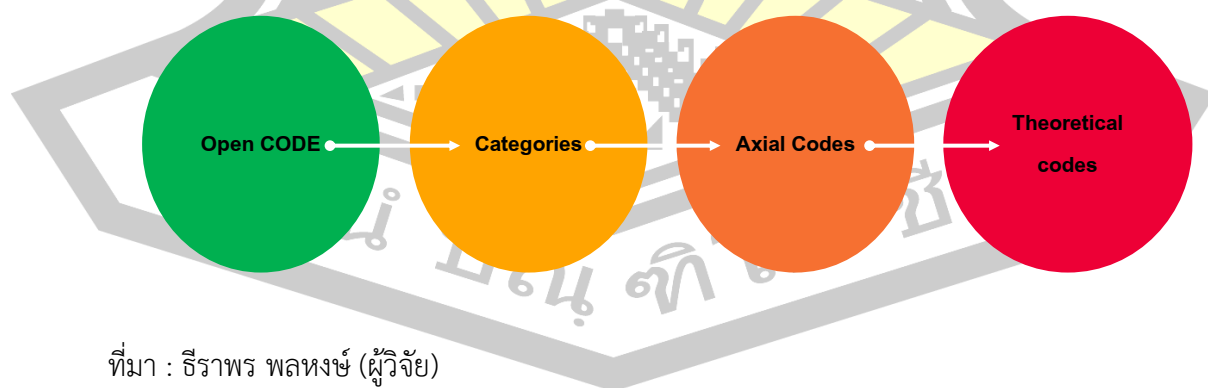 Open CODE
Categories
Axial Codes
Theoretical
codes
ที่มา : ธีราพร พลหงษ์ (ผู้วิจัย)